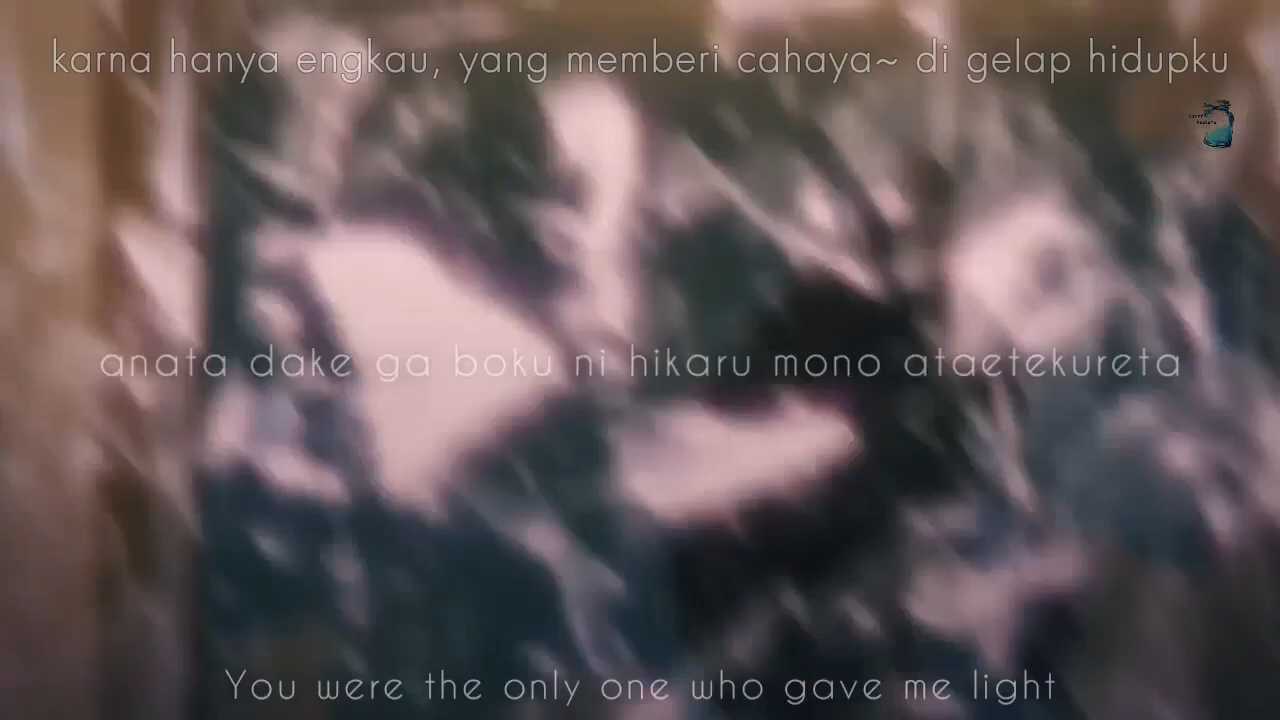 karna hanya engkau, yang memberi cahaya~ di gelap hidupku
anata dake ga boku ni hikaru mono ataetekureta
You were the only one who gave me light